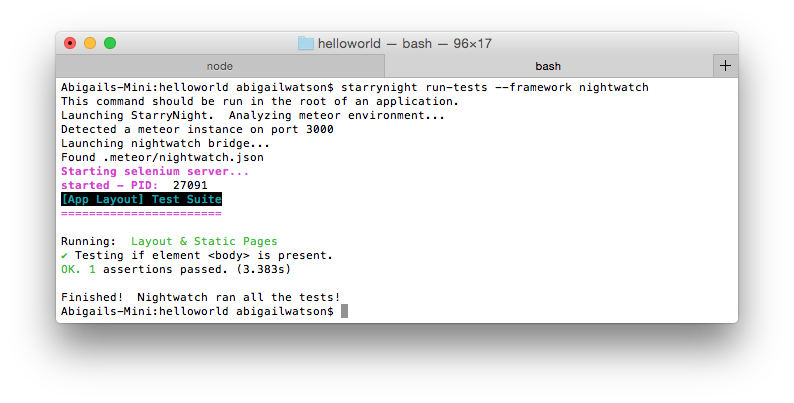 helloworld — bash — 96×17
node
bash
+
Abigails-Mini:helloworld abigailwatson$ starrynight run-tests --framework nightwatch
This command should be run in the root of an application.
Launching StarryNight.  Analyzing meteor environment...
Detected a meteor instance on port 3000
Launching nightwatch bridge...
Found .meteor/nightwatch.json
Starting selenium server...
started - PID:  27091
[App Layout] Test Suite
=======================
Running:  Layout & Static Pages
✔ Testing if element <body> is present.
OK. 1 assertions passed. (3.383s)
Finished!  Nightwatch ran all the tests!
Abigails-Mini:helloworld abigailwatson$